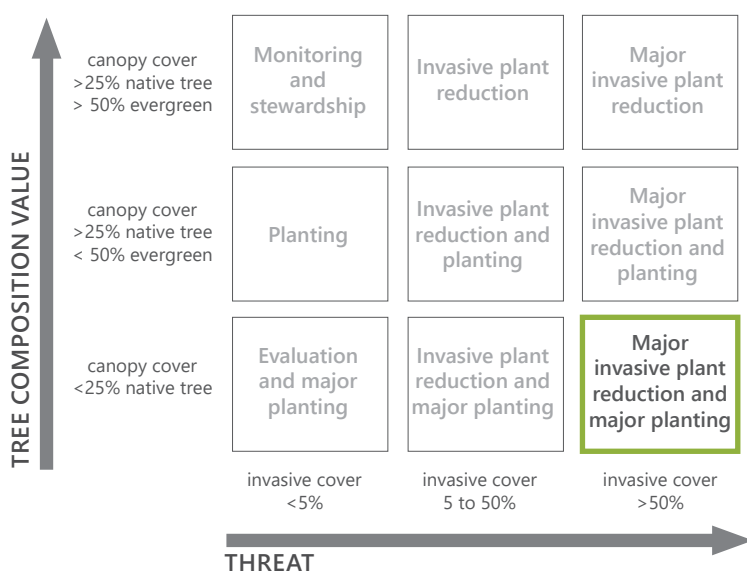 canopy cover
>25% native tree
> 50% evergreen
Monitoring
and
stewardship
Invasive plant
reduction
Major
invasive plant
reduction
canopy cover
>25% native tree
< 50% evergreen
Planting
Invasive plant
reduction and
planting
Major
invasive plant
reduction and
planting
canopy cover
<25% native tree
Evaluation
and major
planting
Invasive plant
reduction and
major planting
Major
invasive plant
reduction and
major planting
TREE COMPOSITION VALUE
invasive cover
<5%
invasive cover
5 to 50%
invasive cover
>50%
THREAT